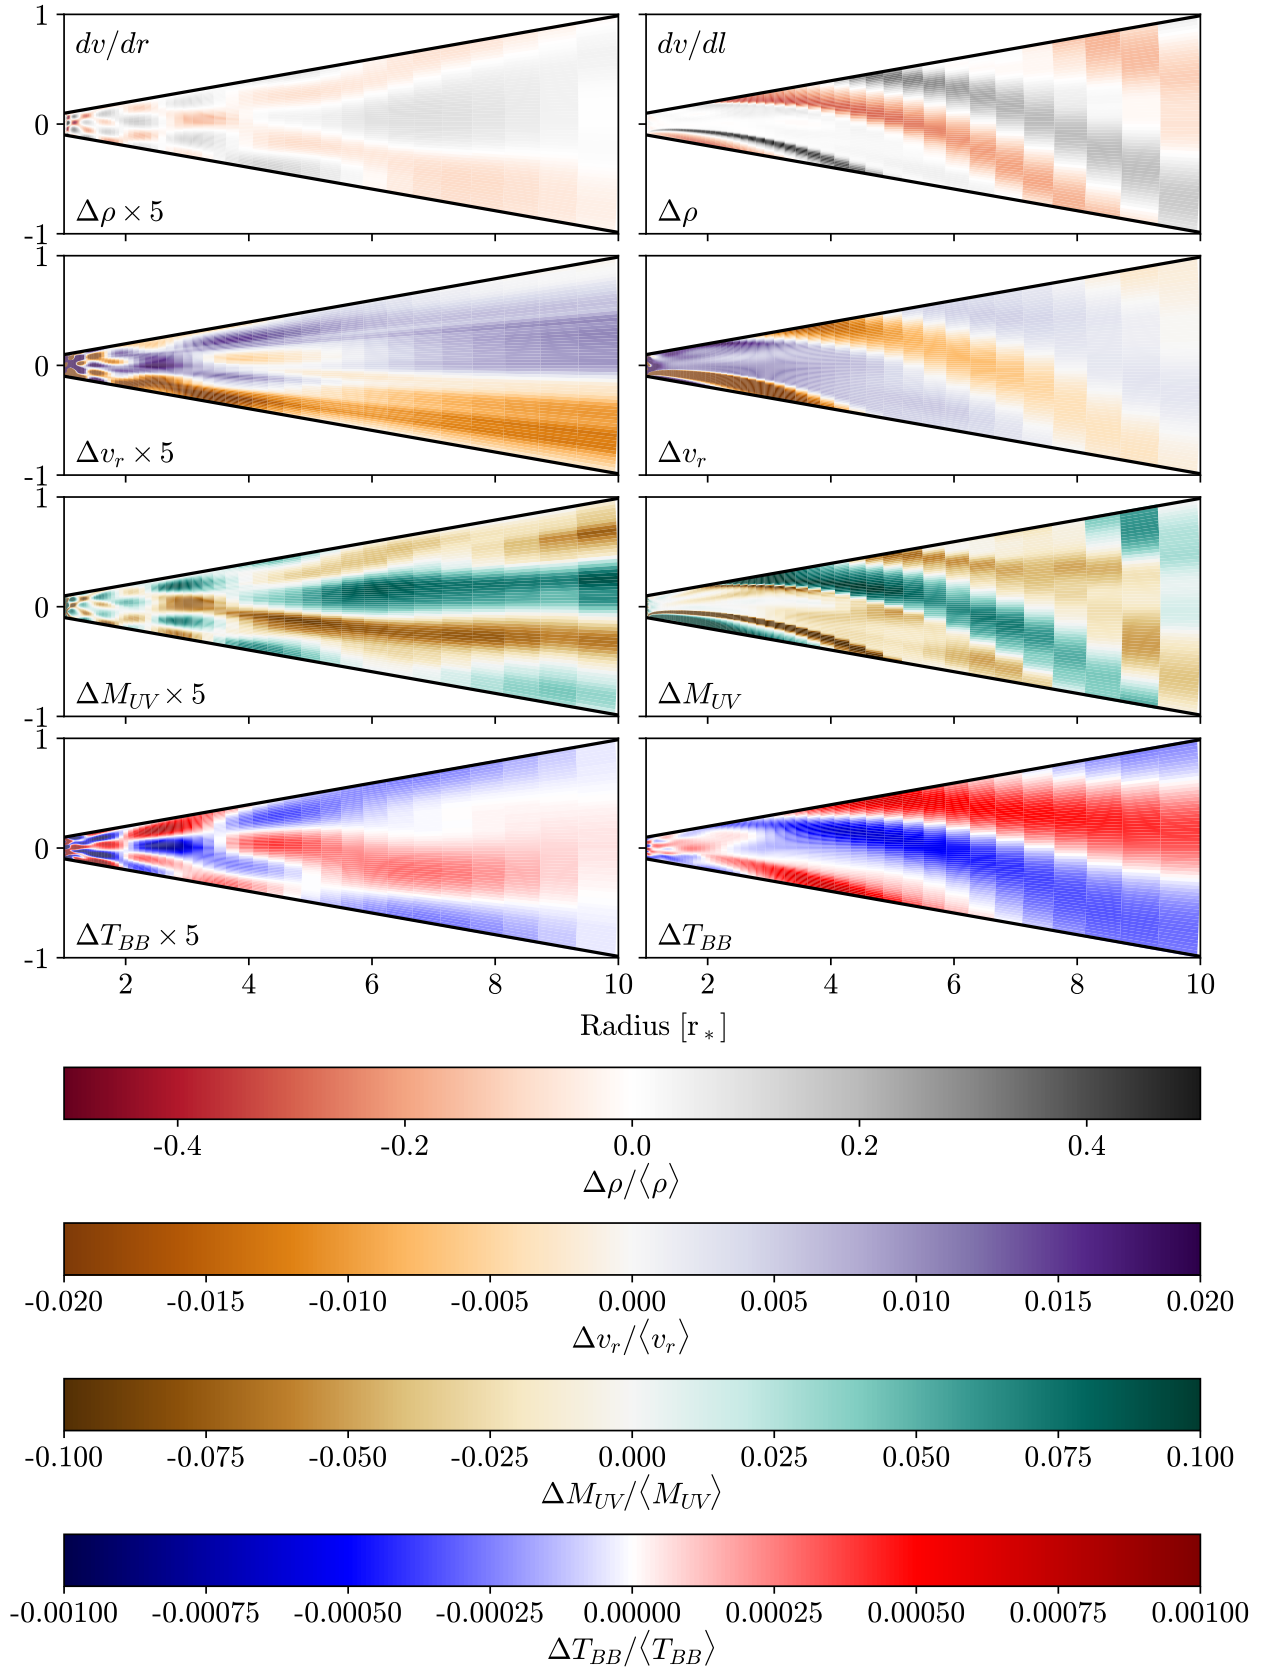 dv/dr
dv/dl
1
0
-1
Δρ × 5
Δρ
1
0
-1
Δv_r × 5
Δv_r
1
0
-1
ΔM_UV × 5
ΔM_UV
1
0
-1
ΔT_BB × 5
ΔT_BB
2 4 6 8 10
2 4 6 8 10
Radius [r_*]
-0.4 -0.2 0.0 0.2 0.4
Δρ/⟨ρ⟩
-0.020 -0.015 -0.010 -0.005 0.000 0.005 0.010 0.015 0.020
Δv_r/⟨v_r⟩
-0.100 -0.075 -0.050 -0.025 0.000 0.025 0.050 0.075 0.100
ΔM_UV/⟨M_UV⟩
-0.00100 -0.00075 -0.00050 -0.00025 0.00000 0.00025 0.00050 0.00075 0.00100
ΔT_BB/⟨T_BB⟩